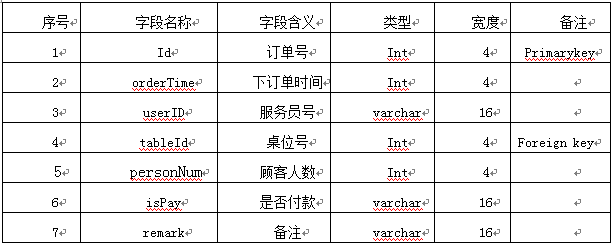 序号 字段名称 字段含义 类型 宽度 备注
1 Id 订单号 Int 4 Primarykey
2 orderTime 下订单时间 Int 4
3 userID 服务员号 varchar 16
4 tableId 桌位号 Int 4 Foreign key
5 personNum 顾客人数 Int 4
6 isPay 是否付款 varchar 16
7 remark 备注 varchar 16